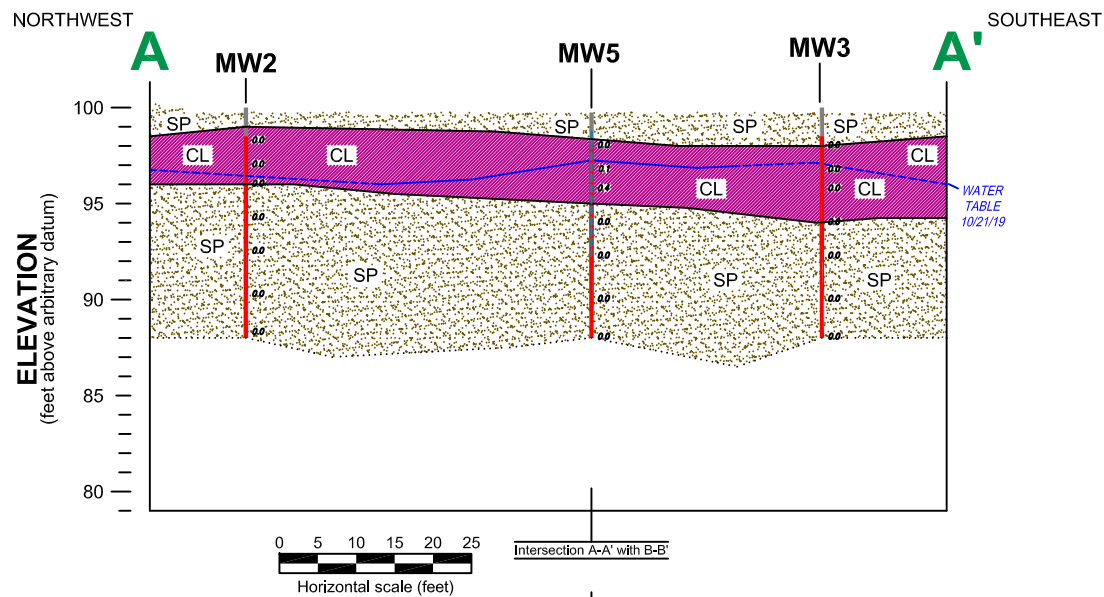 NORTHWEST
SOUTHEAST
A
A'
MW2
MW5
MW3
100
95
90
85
80
ELEVATION
(feet above arbitrary datum)
SP
SP
SP
SP
CL
CL
CL
CL
CL
SP
SP
SP
SP
0.0
0.0
0.0
0.0
0.0
0.0
0.0
0.0
0.1
0.4
0.0
0.0
0.0
0.0
0.0
0.0
0.0
0.0
0.0
0.0
0.0
WATER
TABLE
10/21/19
0 5 10 15 20 25
Horizontal scale (feet)
Intersection A-A' with B-B'